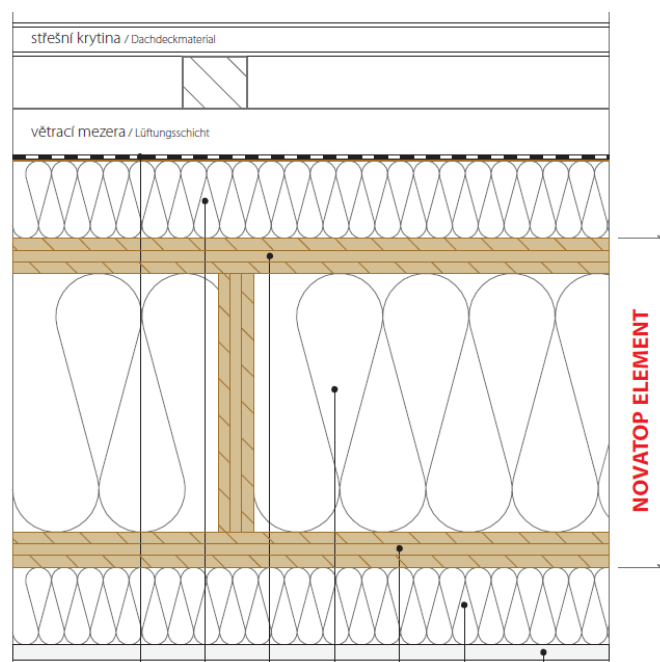 střešní krytina / Dachdeckmaterial
větrací mezera / Lüftungsschicht
NOVATOP ELEMENT